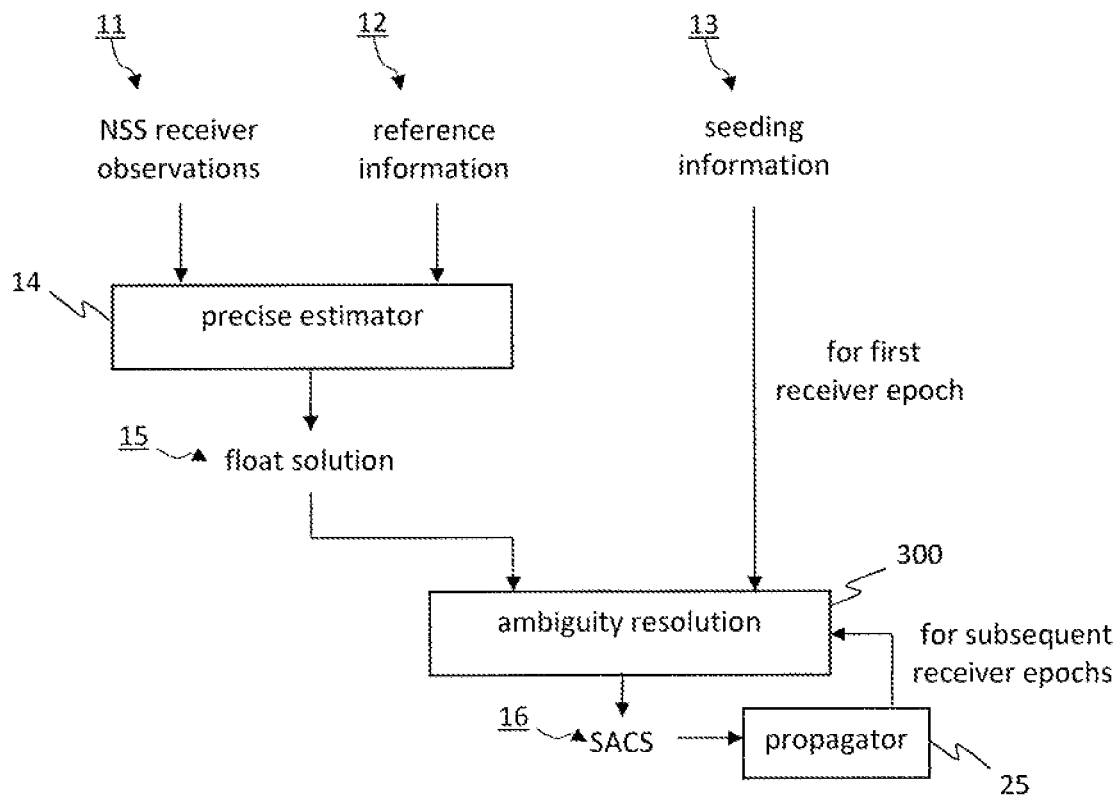 11
12
13
NSS receiver
observations
reference
information
seeding
information
14
precise estimator
for first
receiver epoch
15
float solution
300
ambiguity resolution
for subsequent
receiver epochs
16
SACS
propagator
25